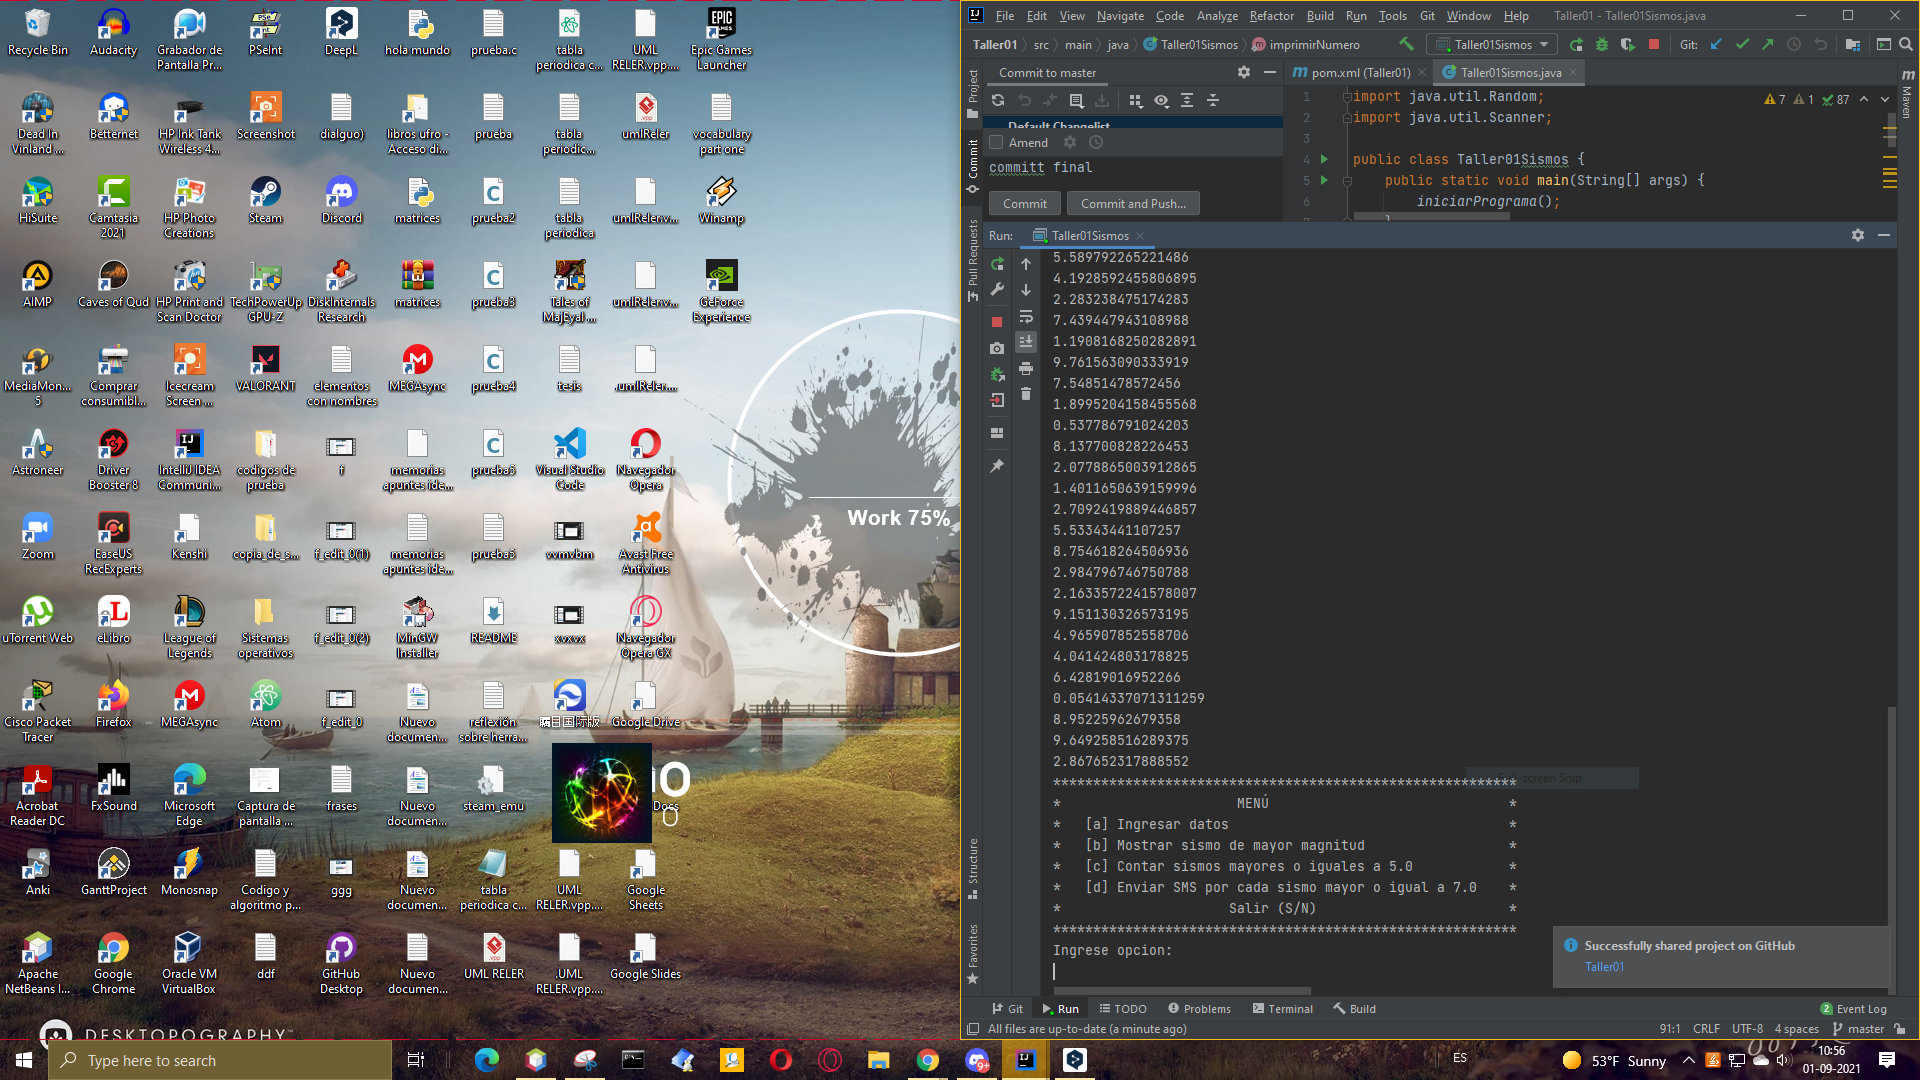 Recycle Bin
Audacity
Grabador de
Pantalla Pr...
PSeInt
DeepL
hola mundo
prueba.c
tabla
periodica c...
UML
RELER.vpp....
Epic Games
Launcher
Dead In
Vinland ...
Betternet
HP Ink Tank
Wireless 4...
Screenshot
dialguo)
libros ufro -
Acceso di...
prueba
tabla
periodic...
umlReler
vocabulary
part one
HiSuite
Camtasia
2021
HP Photo
Creations
Steam
Discord
matrices
prueba2
tabla
periodica
umlReler.v...
Winamp
AIMP
Caves of Qud
HP Print and
Scan Doctor
TechPowerUp
GPU-Z
DiskInternals
Research
matrices
prueba3
Tales of
MajEyal ...
umlReler.v...
GeForce
Experience
MediaMon...
5
Comprar
consumibl...
Icecream
Screen ...
VALORANT
elementos
con nombres
MEGAsync
prueba4
tesis
.umlReler....
Astroneer
Driver
Booster 8
IntelliJ IDEA
Communi...
codigos de
prueba
f
memorias
apuntes ide...
prueba5
Visual Studio
Code
Navegador
Opera
Zoom
EaseUS
RecExperts
Kenshi
copia_de_s...
f_edit_0(1)
memorias
apuntes ide...
prueba5
vvmvbm
Avast Free
Antivirus
uTorrent Web
eLibro
League of
Legends
Sistemas
operativos
f_edit_0(2)
MinGW
Installer
README
xvxvx
Navegador
Opera GX
Cisco Packet
Tracer
Firefox
MEGAsync
Atom
f_edit_0
Nuevo
documen...
reflexión
sobre herra...
瞩目国际版
Google Drive
Acrobat
Reader DC
FxSound
Microsoft
Edge
Captura de
pantalla ...
frases
Nuevo
documen...
steam_emu
Docs
Anki
GanttProject
Monosnap
Codigo y
algoritmo p...
ggg
Nuevo
documen...
tabla
periodica c...
UML
RELER.vpp....
Google
Sheets
Apache
NetBeans I...
Google
Chrome
Oracle VM
VirtualBox
ddf
GitHub
Desktop
Nuevo
documen...
UML RELER
.UML
RELER.vpp....
Google Slides
Work 75%
DESKTOPOGRAPHY™
File Edit View Navigate Code Analyze Refactor Build Run Tools Git Window Help Taller01 - Taller01Sismos.java
Taller01 src main java Taller01Sismos imprimirNumero Taller01Sismos Git:
Project
Commit
Pull Requests
Structure
Favorites
Maven
Commit to master
Default Changelist
Amend
committ final
Commit Commit and Push...
pom.xml (Taller01) Taller01Sismos.java
7 1 87
1 import java.util.Random;
2 import java.util.Scanner;
3
4 public class Taller01Sismos {
5 public static void main(String[] args) {
6 iniciarPrograma();
Run: Taller01Sismos
5.589792265221486
4.1928592455806895
2.283238475174283
7.439447943108988
1.1908168250282891
9.761563090333919
7.54851478572456
1.8995204158455568
0.537786791024203
8.137700828226453
2.0778865003912865
1.4011650639159996
2.7092419889446857
5.53343441107257
8.754618264506936
2.984796746750788
2.1633572241578007
9.151130326573195
4.965907852558706
4.041424803178825
6.42819016952266
0.05414337071311259
8.95225962679358
9.649258516289375
2.867652317888552
**********************************************************
* MENÚ *
* [a] Ingresar datos *
* [b] Mostrar sismo de mayor magnitud *
* [c] Contar sismos mayores o iguales a 5.0 *
* [d] Enviar SMS por cada sismo mayor o igual a 7.0 *
* Salir (S/N) *
**********************************************************
Ingrese opcion:
Successfully shared project on GitHub
Taller01
Git Run TODO Problems Terminal Build 2 Event Log
All files are up-to-date (a minute ago) 91:1 CRLF UTF-8 4 spaces master
Type here to search
9+
ES
53°F Sunny
10:56
01-09-2021